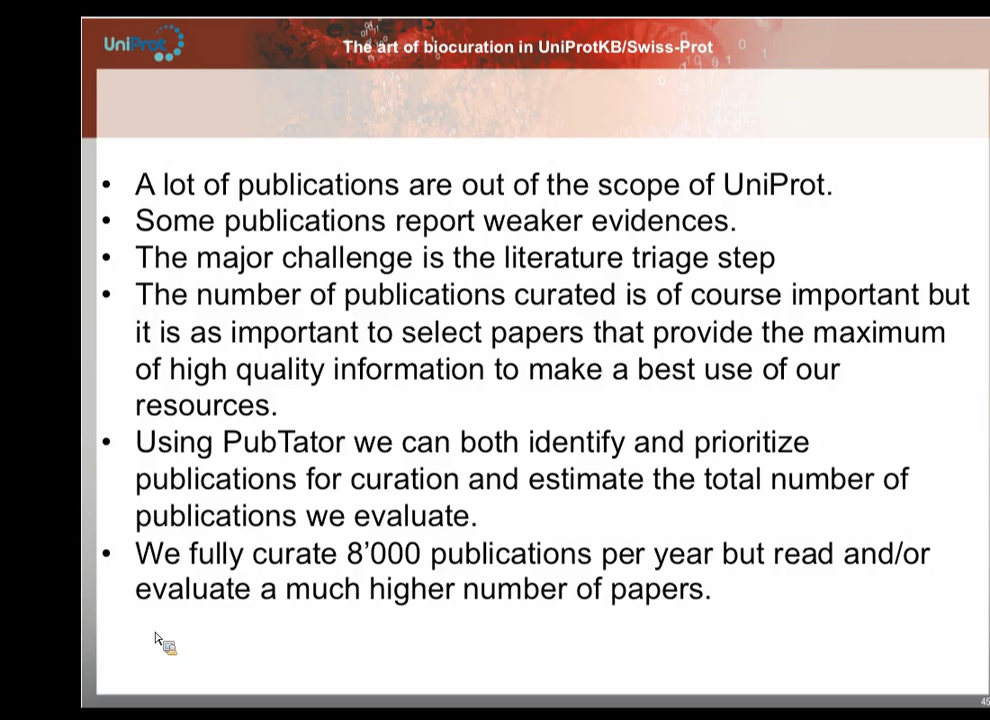 UniProt
The art of biocuration in UniProtKB/Swiss-Prot
• A lot of publications are out of the scope of UniProt.
• Some publications report weaker evidences.
• The major challenge is the literature triage step
• The number of publications curated is of course important but
it is as important to select papers that provide the maximum
of high quality information to make a best use of our
resources.
• Using PubTator we can both identify and prioritize
publications for curation and estimate the total number of
publications we evaluate.
• We fully curate 8’000 publications per year but read and/or
evaluate a much higher number of papers.